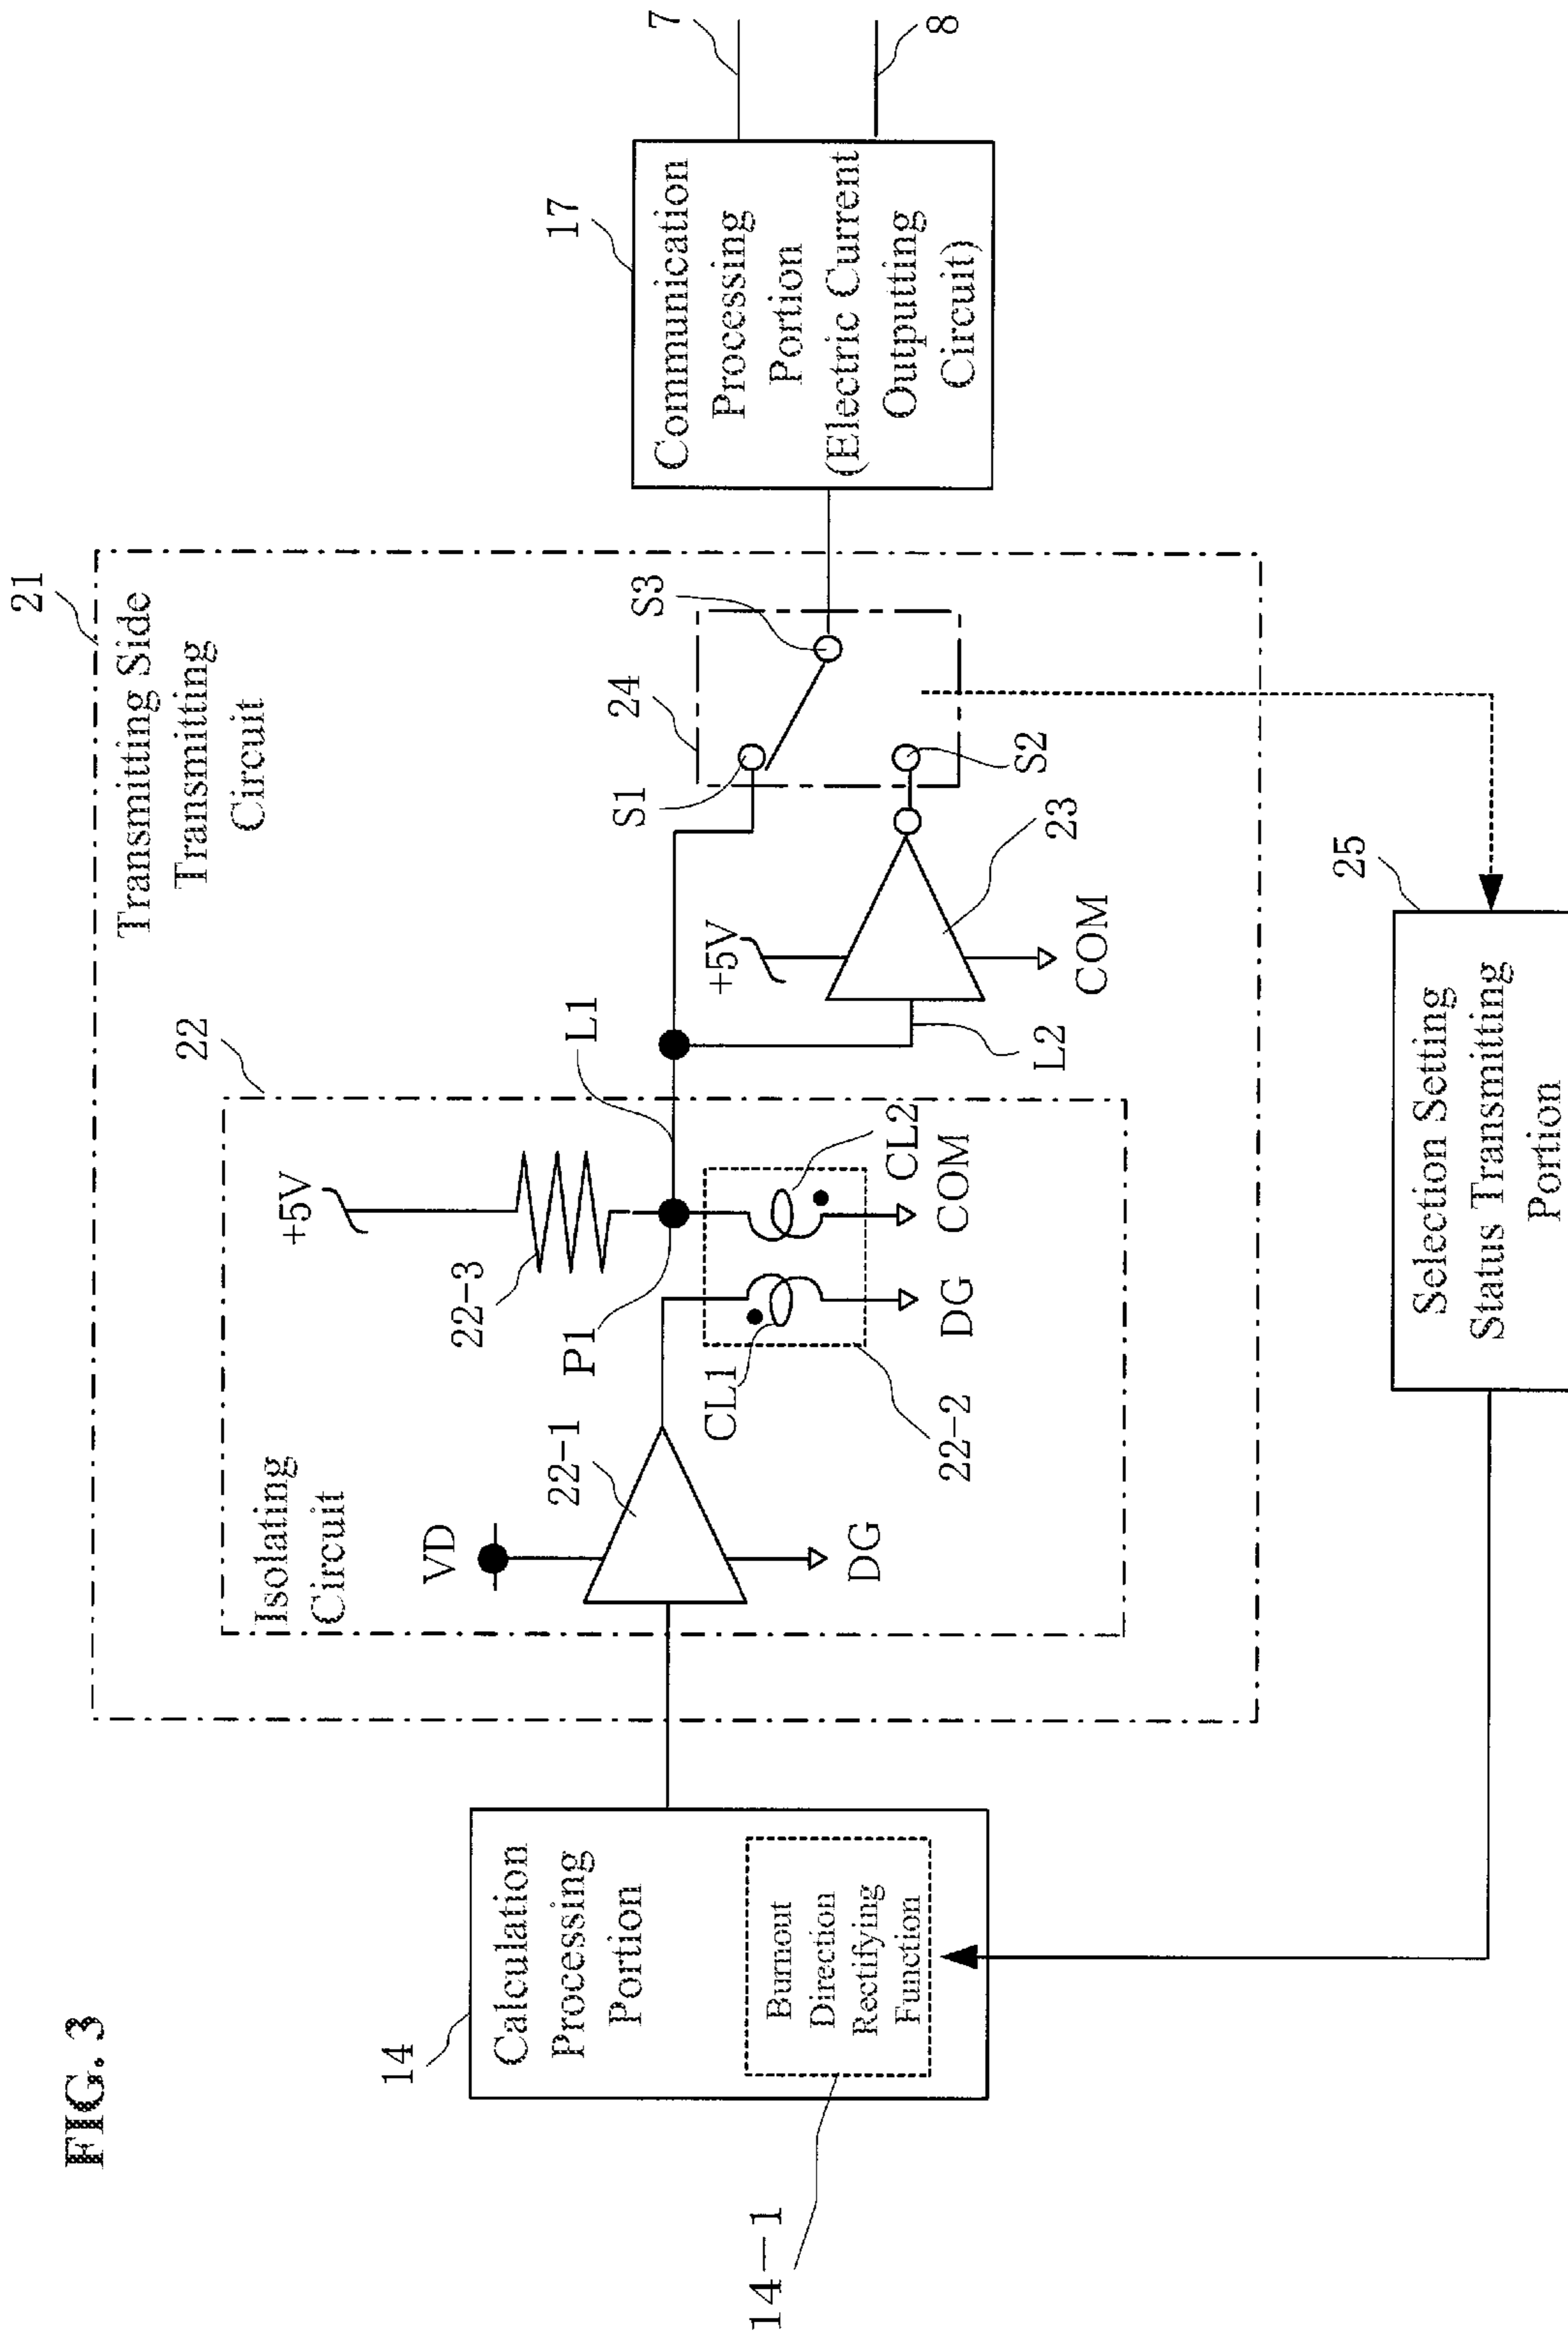 FIG. 3
21
Transmitting Side
Transmitting
Circuit
22
Isolating
Circuit
VD
22-1
DG
+5V
22-3
P1
L1
CL1
CL2
22-2
DG
COM
L2
+5V
23
COM
24
S1
S2
S3
17
Communication
Processing
Portion
(Electric Current
Outputting
Circuit)
7
8
14
Calculation
Processing
Portion
Burnout
Direction
Rectifying
Function
14-1
25
Selection Setting
Status Transmitting
Portion